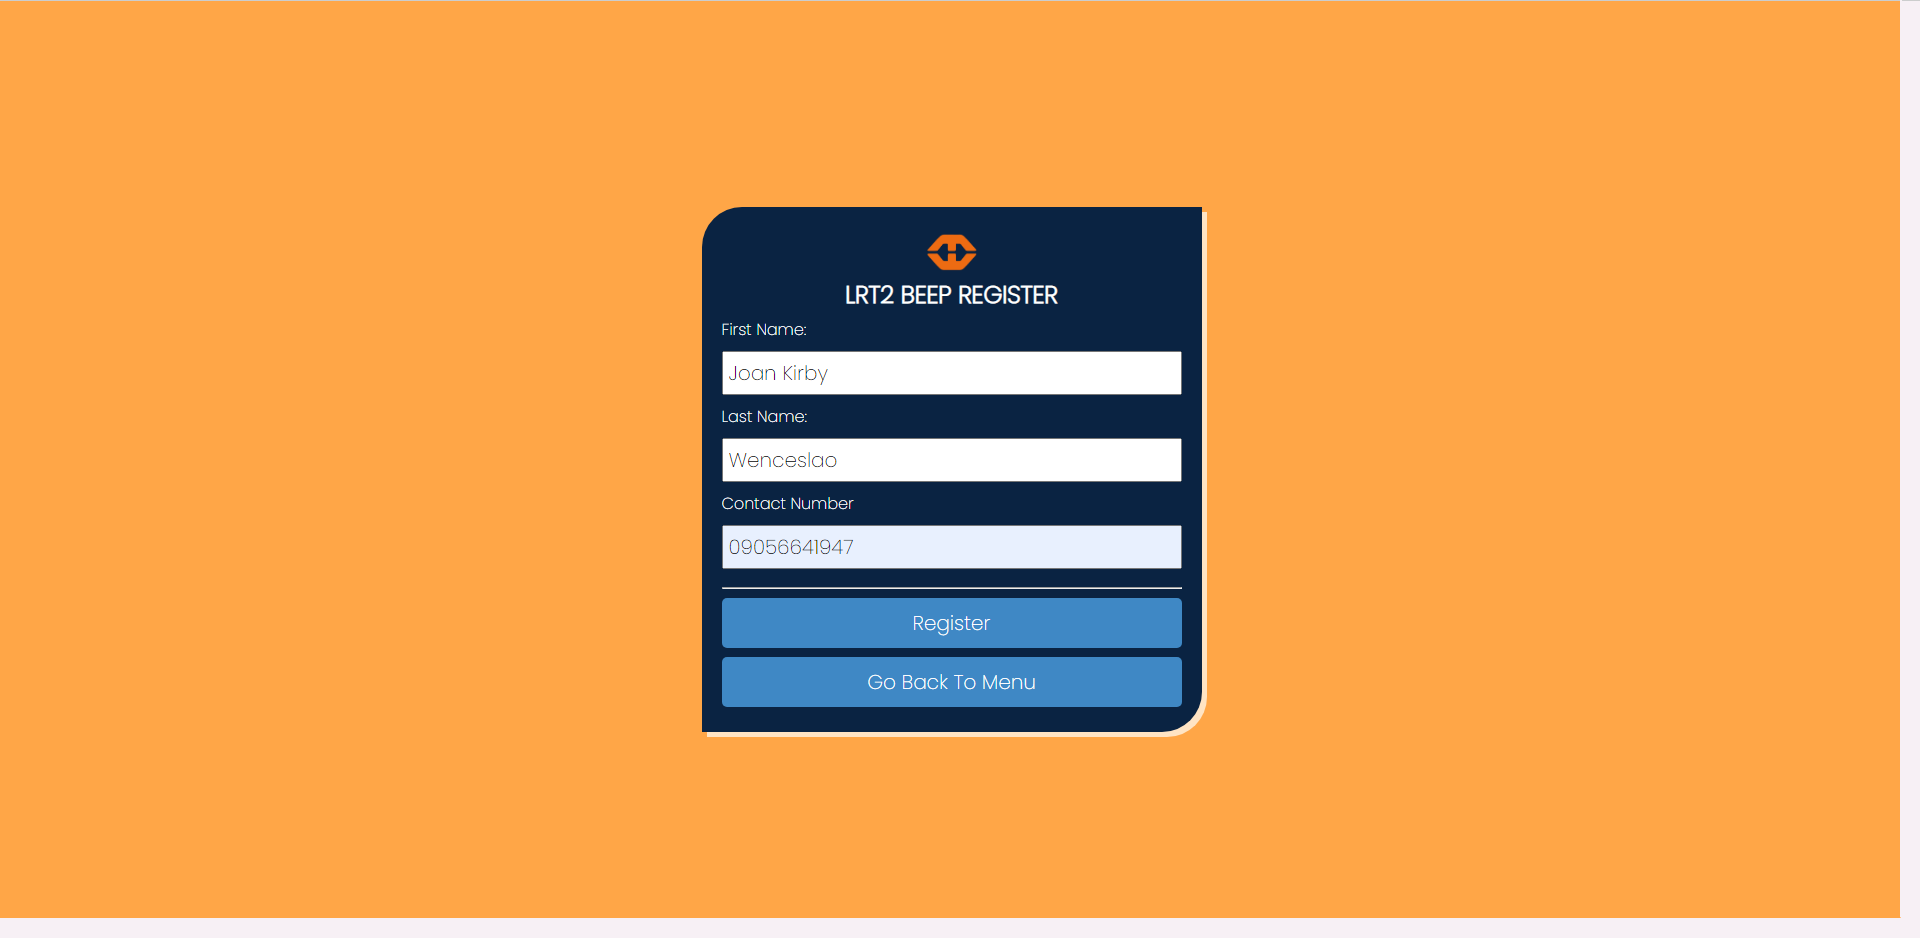 LRT2 BEEP REGISTER
First Name:
Joan Kirby
Last Name:
Wenceslao
Contact Number
09056641947
Register
Go Back To Menu